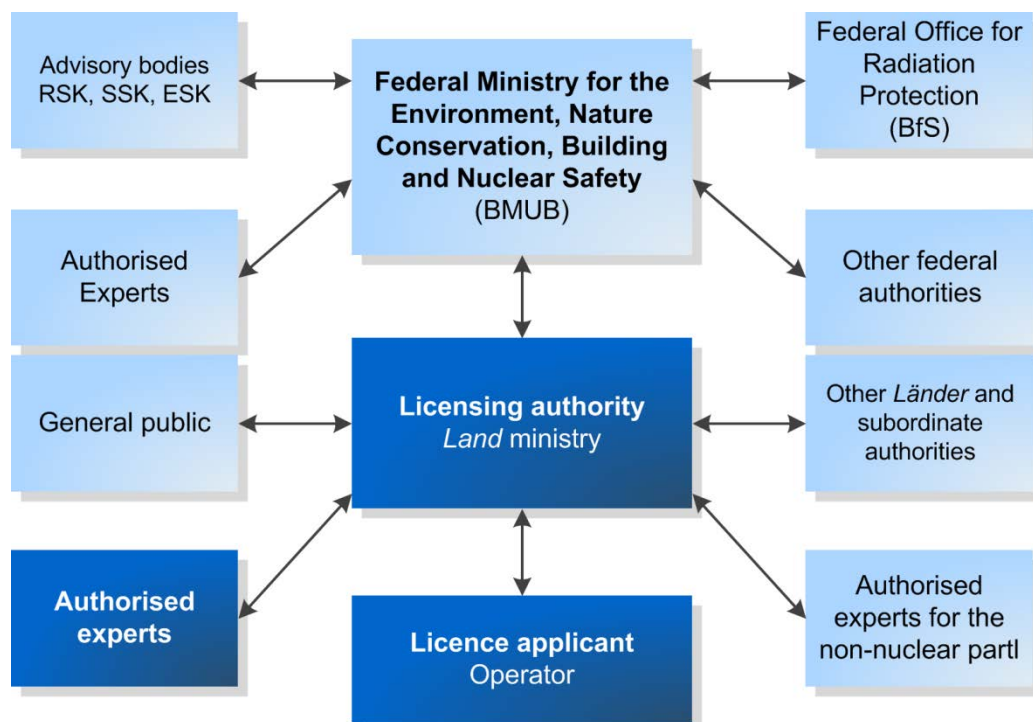 Advisory bodies
RSK, SSK, ESK
Federal Ministry for the
Environment, Nature
Conservation, Building
and Nuclear Safety
(BMUB)
Federal Office for
Radiation
Protection
(BfS)
Authorised
Experts
Other federal
authorities
General public
Licensing authority
Land ministry
Other Länder and
subordinate
authorities
Authorised
experts
Licence applicant
Operator
Authorised
experts for the
non-nuclear partl